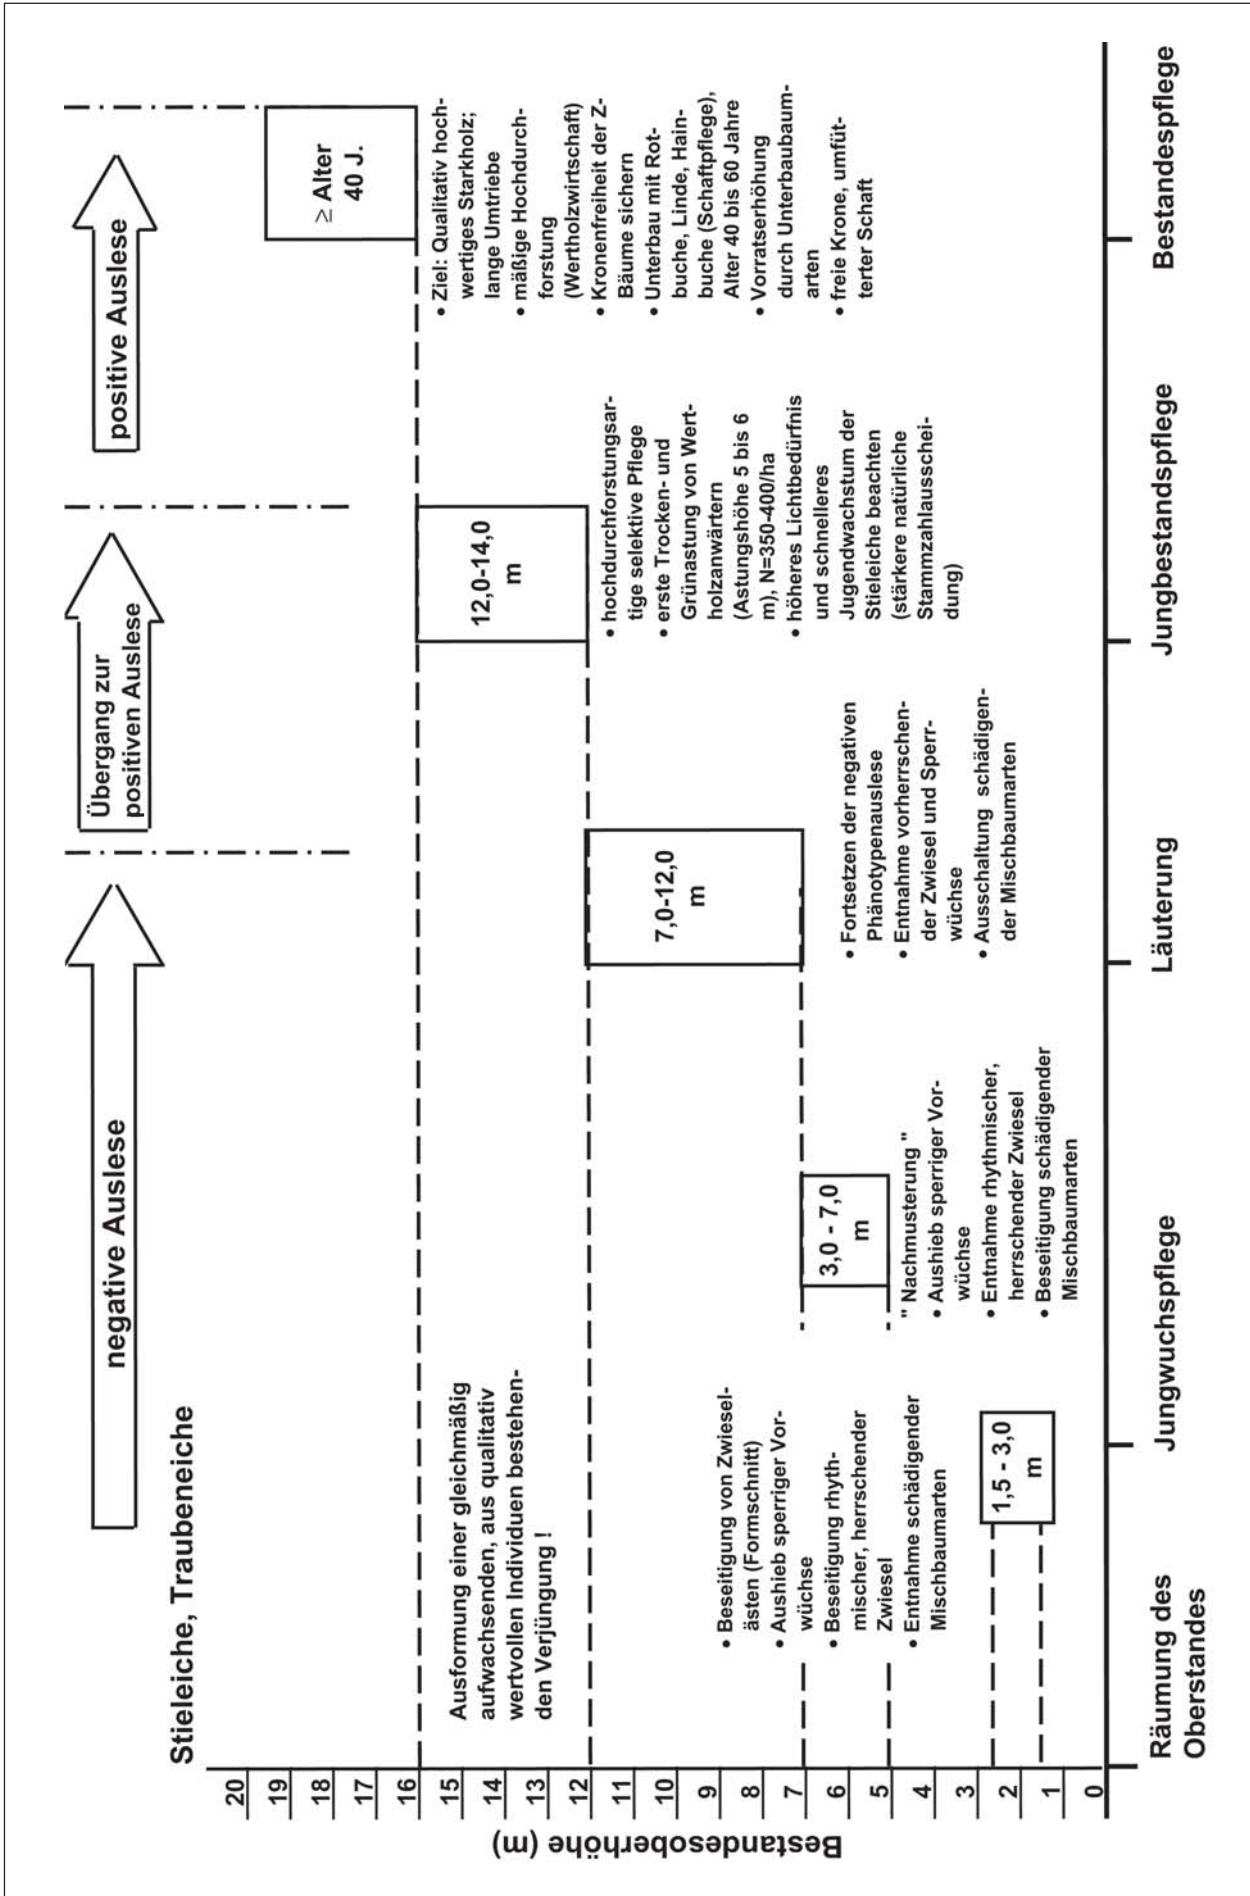 Stieleiche, Traubeneiche
negative Auslese
Übergang zur
positiven Auslese
positive Auslese
Bestandesoberhöhe (m)
20
19
18
17
16
15
14
13
12
11
10
9
8
7
6
5
4
3
2
1
0
Ausformung einer gleichmäßig
aufwachsenden, aus qualitativ
wertvollen Individuen bestehen-
den Verjüngung !
• Beseitigung von Zwiesel-
ästen (Formschnitt)
• Aushieb sperriger Vor-
wüchse
• Beseitigung rhyth-
mischer, herrschender
Zwiesel
• Entnahme schädigender
Mischbaumarten
1,5 - 3,0
m
3,0 - 7,0
m
" Nachmusterung "
• Aushieb sperriger Vor-
wüchse
• Entnahme rhythmischer,
herrschender Zwiesel
• Beseitigung schädigender
Mischbaumarten
7,0-12,0
m
• Fortsetzen der negativen
Phänotypenauslese
• Entnahme vorherrschen-
der Zwiesel und Sperr-
wüchse
• Ausschaltung schädigen-
der Mischbaumarten
12,0-14,0
m
• hochdurchforstungsar-
tige selektive Pflege
• erste Trocken- und
Grünastung von Wert-
holzanwärtern
(Astungshöhe 5 bis 6
m), N=350-400/ha
• höheres Lichtbedürfnis
und schnelleres
Jugendwachstum der
Stieleiche beachten
(stärkere natürliche
Stammzahlausschei-
dung)
≥ Alter
40 J.
• Ziel: Qualitativ hoch-
wertiges Starkholz;
lange Umtriebe
• mäßige Hochdurch-
forstung
(Wertholzwirtschaft)
• Kronenfreiheit der Z-
Bäume sichern
• Unterbau mit Rot-
buche, Linde, Hain-
buche (Schaftpflege),
Alter 40 bis 60 Jahre
• Vorratserhöhung
durch Unterbaubaum-
arten
• freie Krone, umfüt-
terter Schaft
Räumung des
Oberstandes
Jungwuchspflege
Läuterung
Jungbestandspflege
Bestandespflege